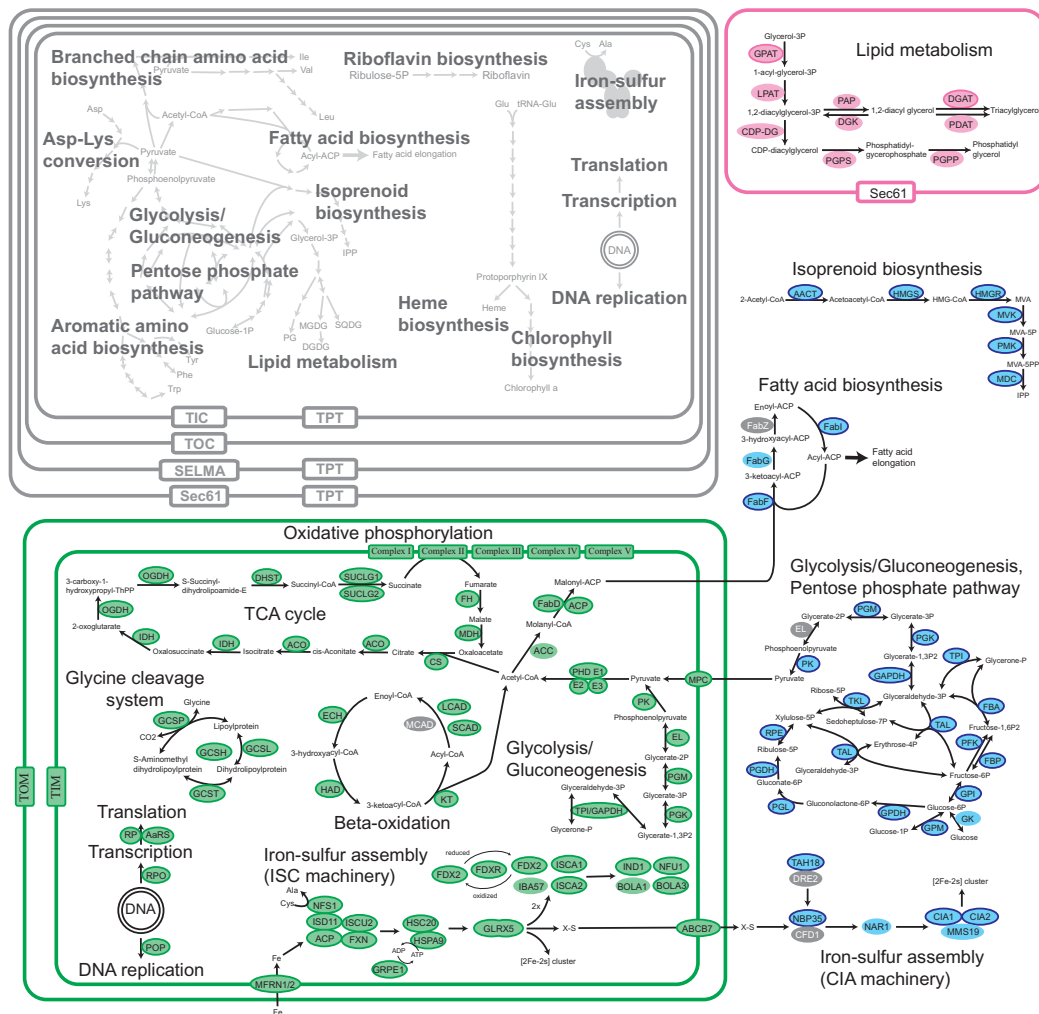 Branched chain amino acid
biosynthesis
Pyruvate
Ile
Val
Leu
Riboflavin biosynthesis
Ribulose-5P
Riboflavin
Cys
Ala
Iron-sulfur
assembly
Asp
Acetyl-CoA
Glu
tRNA-Glu
Asp-Lys
conversion
Pyruvate
Fatty acid biosynthesis
Acyl-ACP
Fatty acid elongation
Translation
Phosphoenolpyruvate
Lys
Isoprenoid
biosynthesis
Transcription
Glycolysis/
Gluconeogenesis
Glycerol-3P
IPP
DNA
Pentose phosphate
pathway
Protoporphyrin IX
DNA replication
Heme
Heme
biosynthesis
Aromatic amino
acid biosynthesis
Glucose-1P
PG
MGDG
DGDG
SQDG
Lipid metabolism
Chlorophyll
biosynthesis
Chlorophyll a
Tyr
Phe
Trp
TIC
TPT
TOC
SELMA
TPT
Sec61
TPT
Lipid metabolism
Glycerol-3P
GPAT
1-acyl-glycerol-3P
LPAT
1,2-diacylglycerol-3P
PAP
DGK
1,2-diacyl glycerol
DGAT
PDAT
Triacylglycerol
CDP-DG
CDP-diacylglycerol
PGPS
Phosphatidyl-
glycerophosphate
PGPP
Phosphatidyl
glycerol
Sec61
Isoprenoid biosynthesis
2-Acetyl-CoA
AACT
Acetoacetyl-CoA
HMGS
HMG-CoA
HMGR
MVA
MVK
MVA-5P
PMK
MVA-5PP
MDC
IPP
Fatty acid biosynthesis
Enoyl-ACP
FabZ
FabI
3-hydroxyacyl-ACP
FabG
Acyl-ACP
Fatty acid
elongation
3-ketoacyl-ACP
FabF
Oxidative phosphorylation
Complex I
Complex II
Complex III
Complex IV
Complex V
3-carboxy-1-
hydroxypropyl-ThPP
OGDH
S-Succinyl-
dihydrolipoamide-E
DHST
Succinyl-CoA
SUCLG1
SUCLG2
Succinate
Fumarate
FH
Malate
MDH
Oxaloacetate
OGDH
TCA cycle
2-oxoglutarate
IDH
Oxalosuccinate
IDH
Isocitrate
ACO
cis-Aconitate
ACO
Citrate
CS
Malonyl-ACP
FabD
ACP
Molanyl-CoA
ACC
Acetyl-CoA
PHD E1
E2
E3
Pyruvate
MPC
PK
Phosphoenolpyruvate
EL
Glycerate-2P
PGM
Glycerate-3P
PGK
Glycerate-1,3P2
Glycolysis/
Gluconeogenesis
Glyceraldehyde-3P
TPI/GAPDH
Glycerone-P
Glycine cleavage
system
Glycine
GCSP
CO2
Lipoylprotein
GCSH
GCSL
S-Aminomethyl
dihydrolipoylprotein
Dihydrolipoylprotein
GCST
Enoyl-CoA
LCAD
MCAD
SCAD
ECH
Acyl-CoA
3-hydroxyacyl-CoA
HAD
3-ketoacyl-CoA
KT
Beta-oxidation
TOM
TIM
Translation
RP
AaRS
Transcription
RPO
DNA
POP
DNA replication
Iron-sulfur assembly
(ISC machinery)
Ala
Cys
NFS1
ISD11
ISCU2
ACP
FXN
Fe
MFRN1/2
Fe
HSC20
HSPA9
ADP
ATP
GRPE1
reduced
FDX2
FDXR
oxidized
FDX2
ISCA1
IBA57
ISCA2
IND1
NFU1
BOLA1
BOLA3
2x
GLRX5
X-S
[2Fe-2s] cluster
ABCB7
X-S
Glycolysis/Gluconeogenesis,
Pentose phosphate pathway
Glycerate-2P
PGM
Glycerate-3P
EL
Phosphoenolpyruvate
PK
Pyruvate
PGK
Glycerate-1,3P2
TPI
Glycerone-P
GAPDH
Glyceraldehyde-3P
Ribose-5P
TKL
FBA
Xylulose-5P
Sedoheptulose-7P
TAL
Fructose-1,6P2
RPE
Ribulose-5P
TAL
Erythrose-4P
PFK
FBP
PGDH
Glyceraldehyde-3P
Fructose-6P
Gluconate-6P
GPI
PGL
Gluconolactone-6P
GPDH
Glucose-6P
GK
Glucose-1P
GPM
Glucose
TAH18
DRE2
NBP35
CFD1
NAR1
[2Fe-2s] cluster
CIA1
CIA2
MMS19
Iron-sulfur assembly
(CIA machinery)